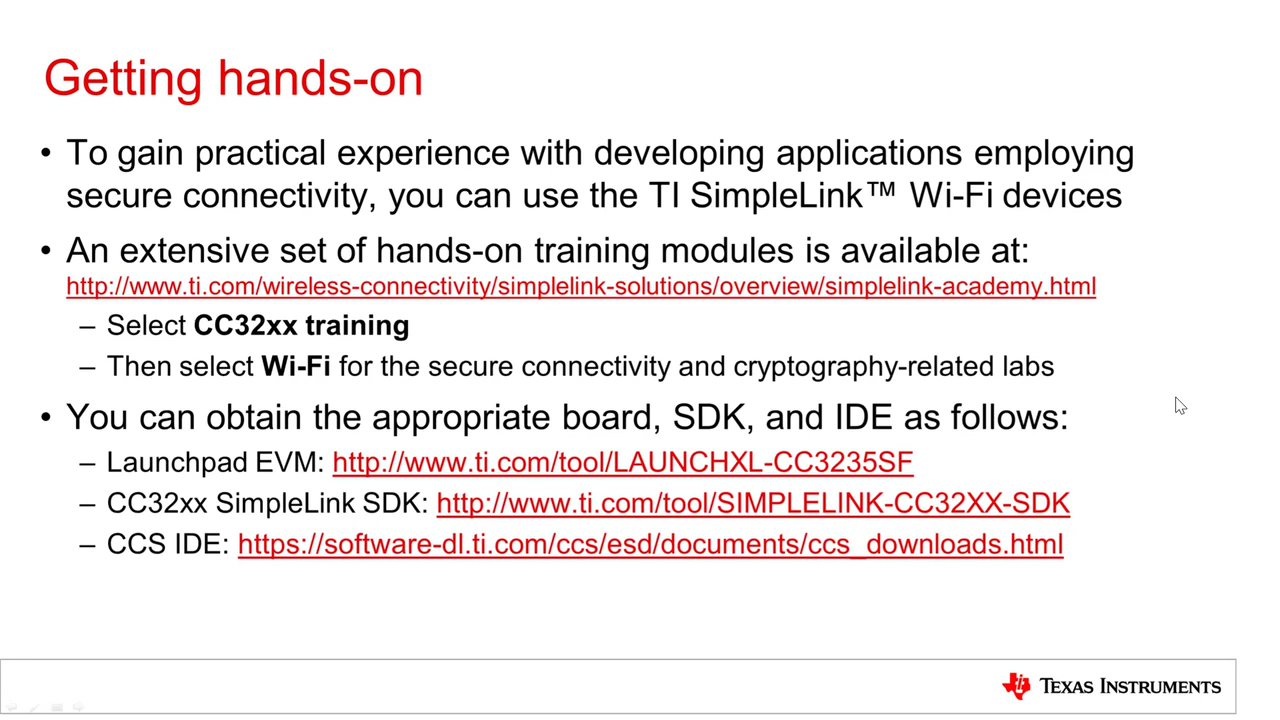 Getting hands-on
• To gain practical experience with developing applications employing
secure connectivity, you can use the TI SimpleLink™ Wi-Fi devices
• An extensive set of hands-on training modules is available at:
http://www.ti.com/wireless-connectivity/simplelink-solutions/overview/simplelink-academy.html
– Select CC32xx training
– Then select Wi-Fi for the secure connectivity and cryptography-related labs
• You can obtain the appropriate board, SDK, and IDE as follows:
– Launchpad EVM: http://www.ti.com/tool/LAUNCHXL-CC3235SF
– CC32xx SimpleLink SDK: http://www.ti.com/tool/SIMPLELINK-CC32XX-SDK
– CCS IDE: https://software-dl.ti.com/ccs/esd/documents/ccs_downloads.html
TEXAS INSTRUMENTS